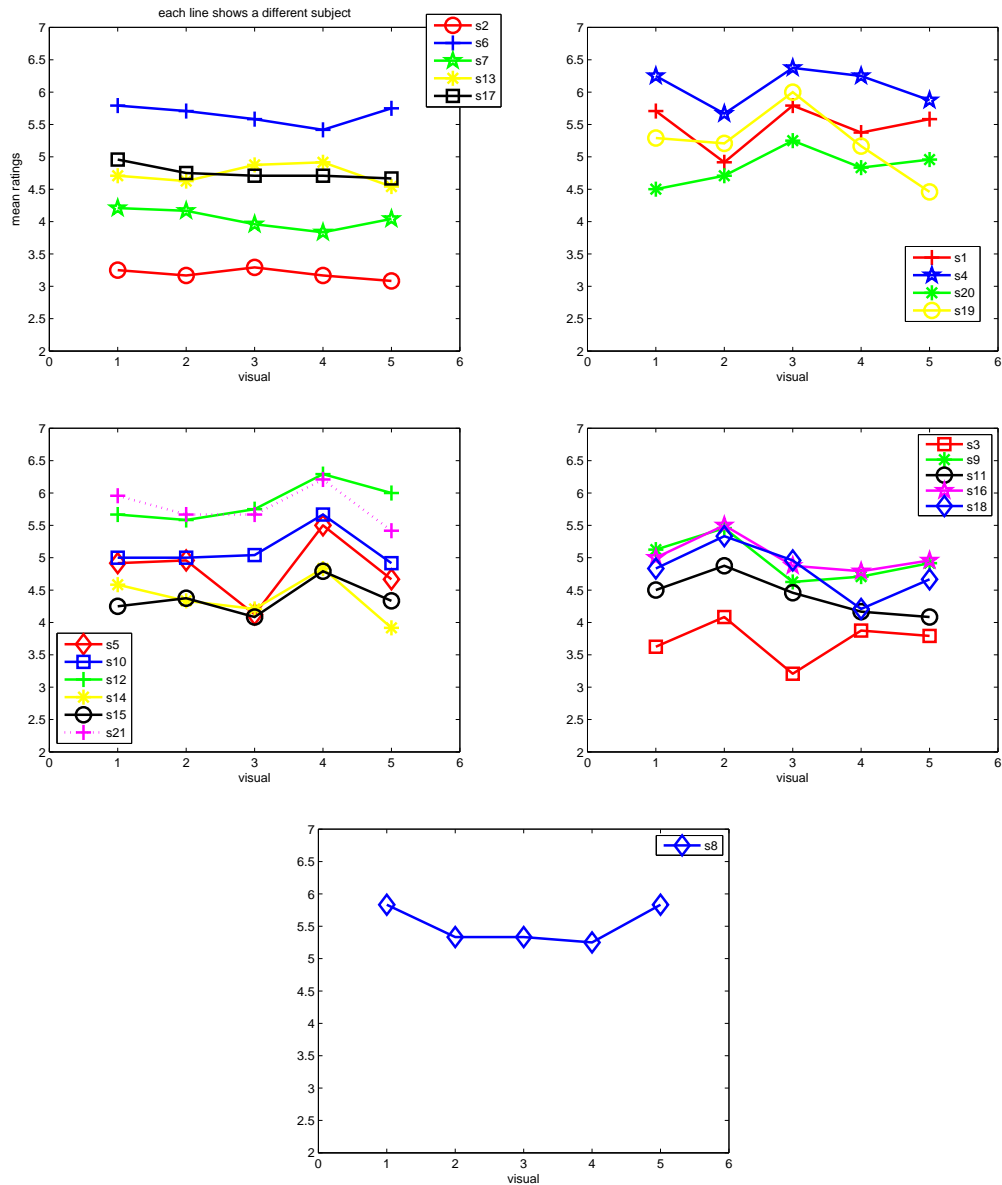 each line shows a different subject
7
6.5
6
5.5
5
4.5
4
3.5
3
2.5
2
mean ratings
0 1 2 3 4 5 6
visual
s2
s6
s7
s13
s17
7
6.5
6
5.5
5
4.5
4
3.5
3
2.5
2
0 1 2 3 4 5 6
visual
s1
s4
s20
s19
7
6.5
6
5.5
5
4.5
4
3.5
3
2.5
2
0 1 2 3 4 5 6
visual
s5
s10
s12
s14
s15
s21
7
6.5
6
5.5
5
4.5
4
3.5
3
2.5
2
0 1 2 3 4 5 6
visual
s3
s9
s11
s16
s18
7
6.5
6
5.5
5
4.5
4
3.5
3
2.5
2
0 1 2 3 4 5 6
visual
s8